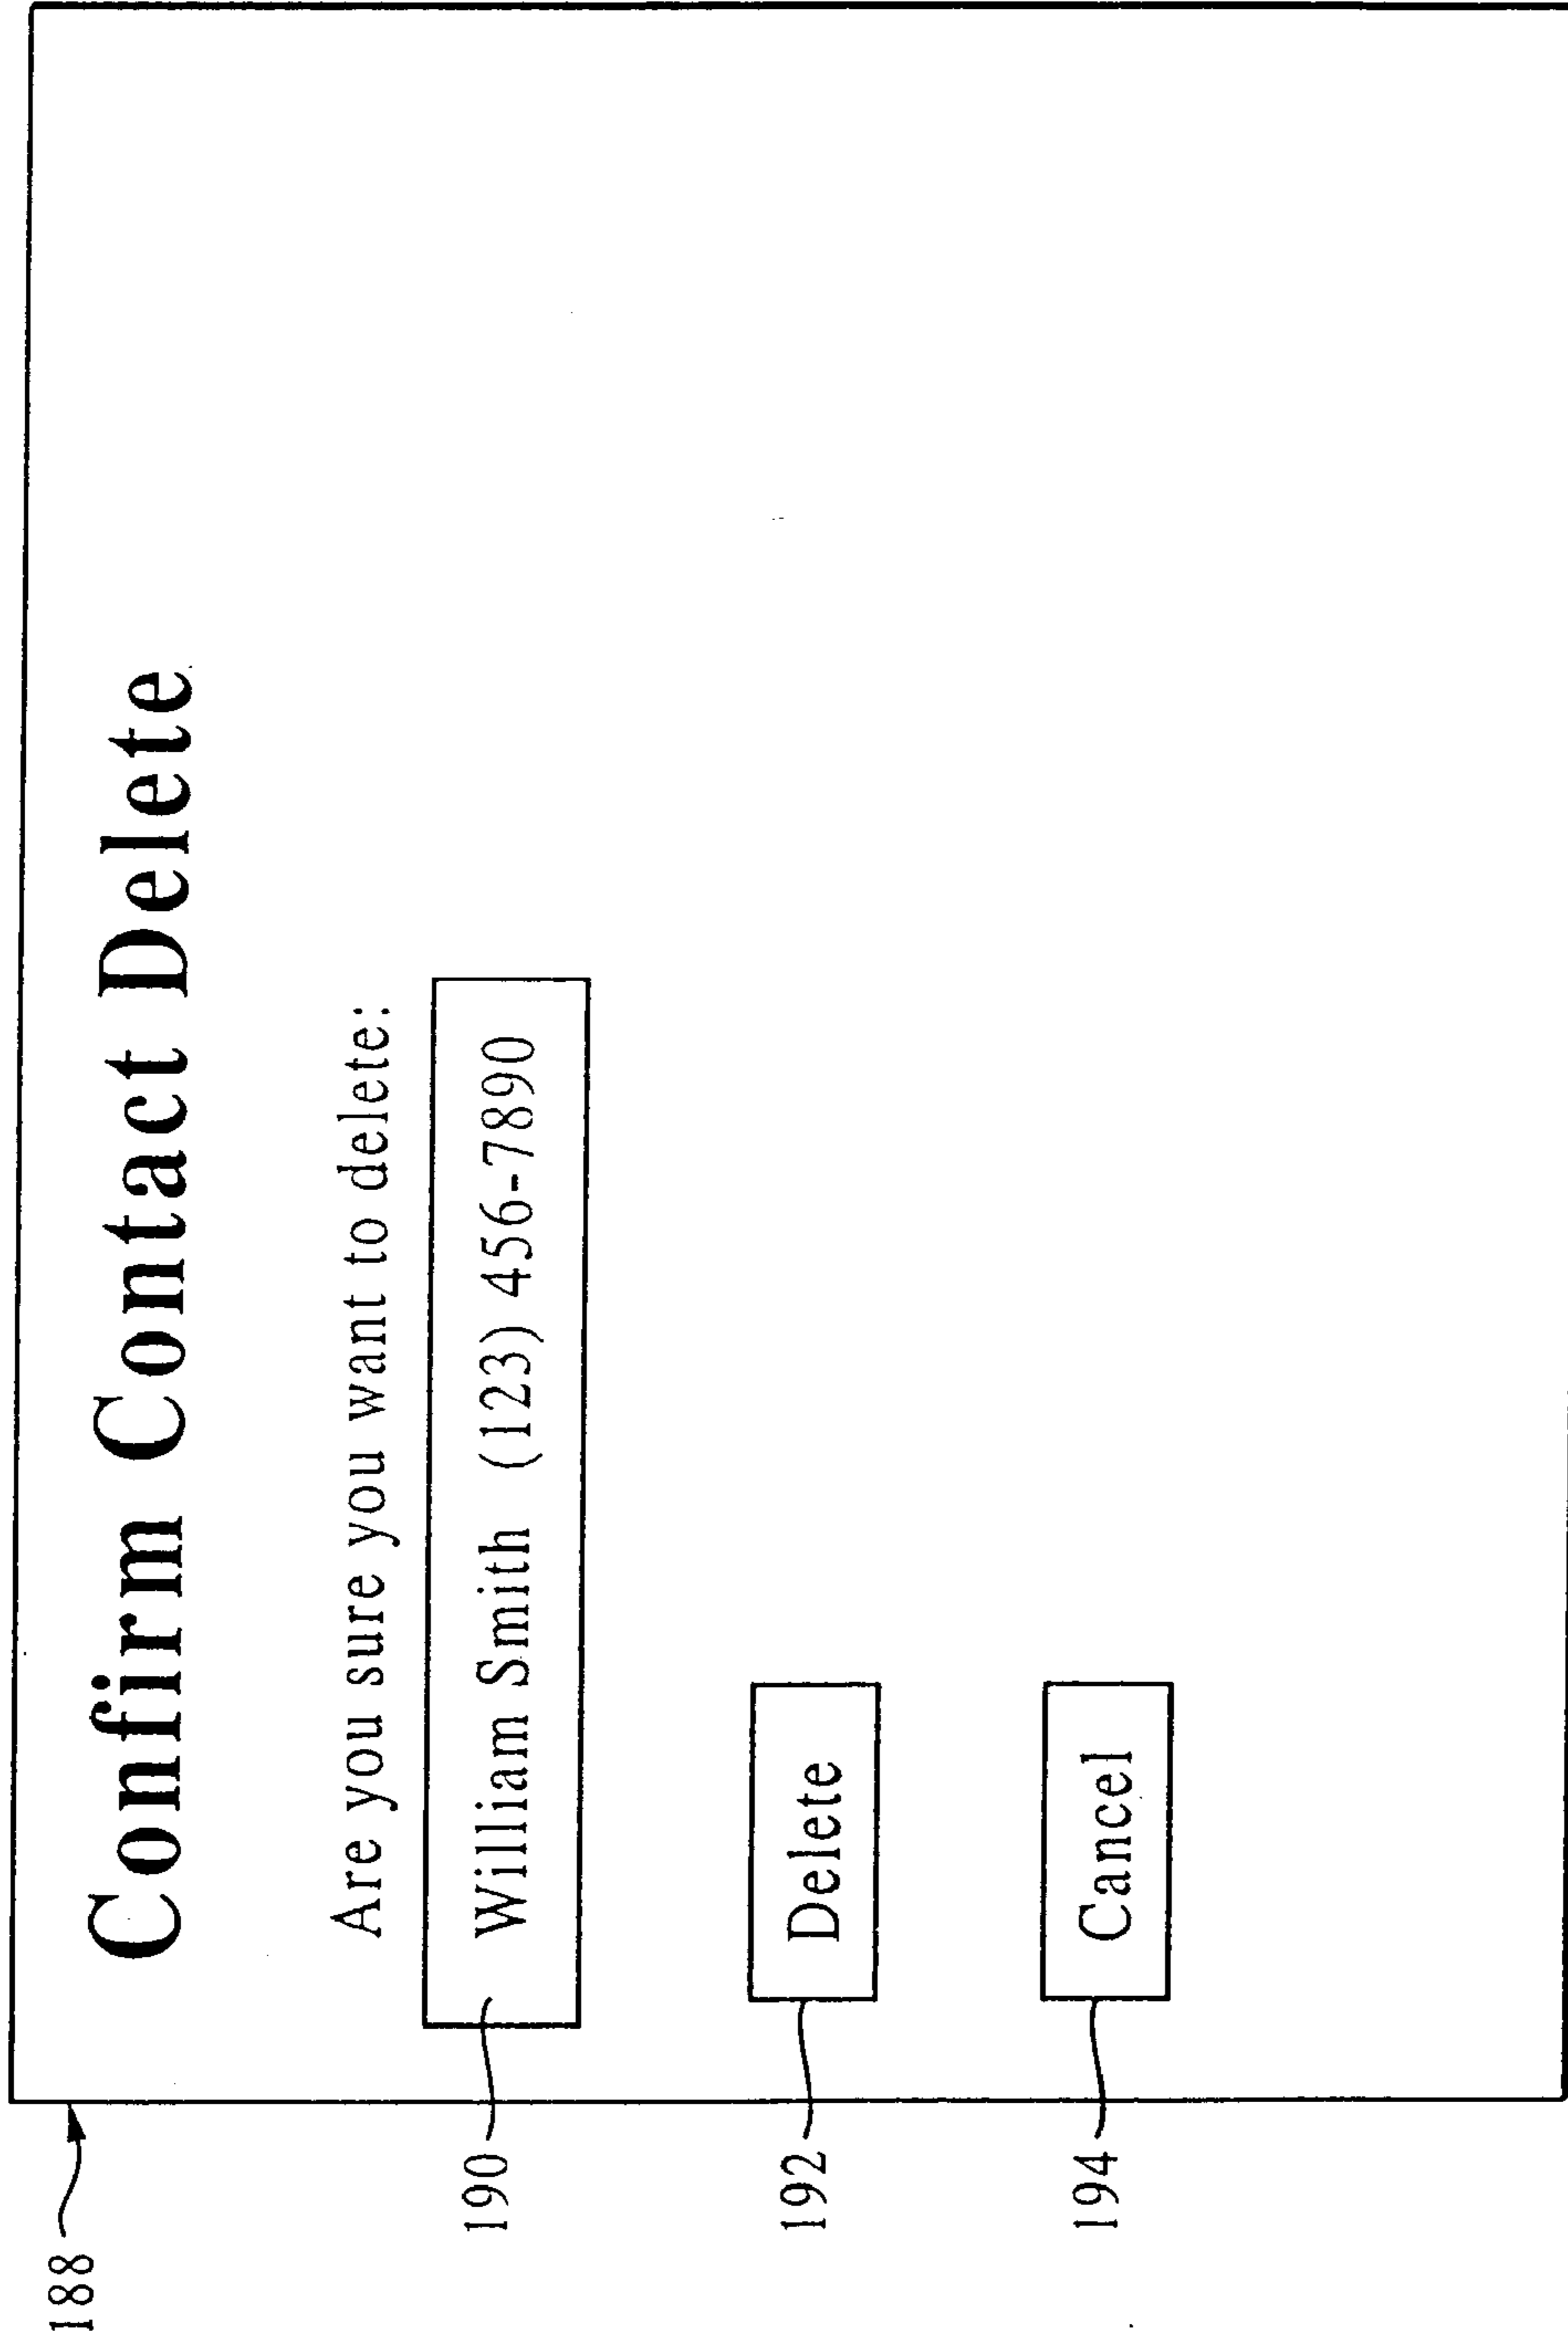 188
Confirm Contact Delete
Are you sure you want to delete:
190
William Smith (123) 456-7890
192
Delete
194
Cancel